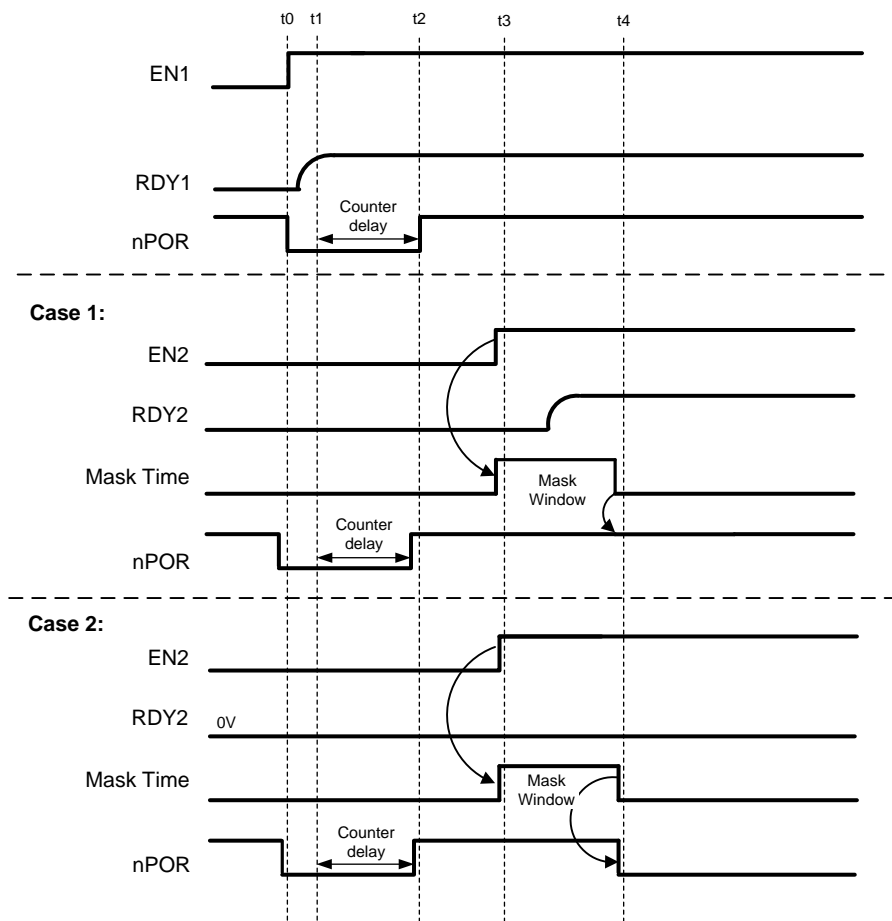 t0 t1 t2 t3 t4
EN1
RDY1
Counter
delay
nPOR
Case 1:
EN2
RDY2
Mask Time
Mask
Window
Counter
delay
nPOR
Case 2:
EN2
RDY2 0V
Mask Time
Mask
Window
Counter
delay
nPOR